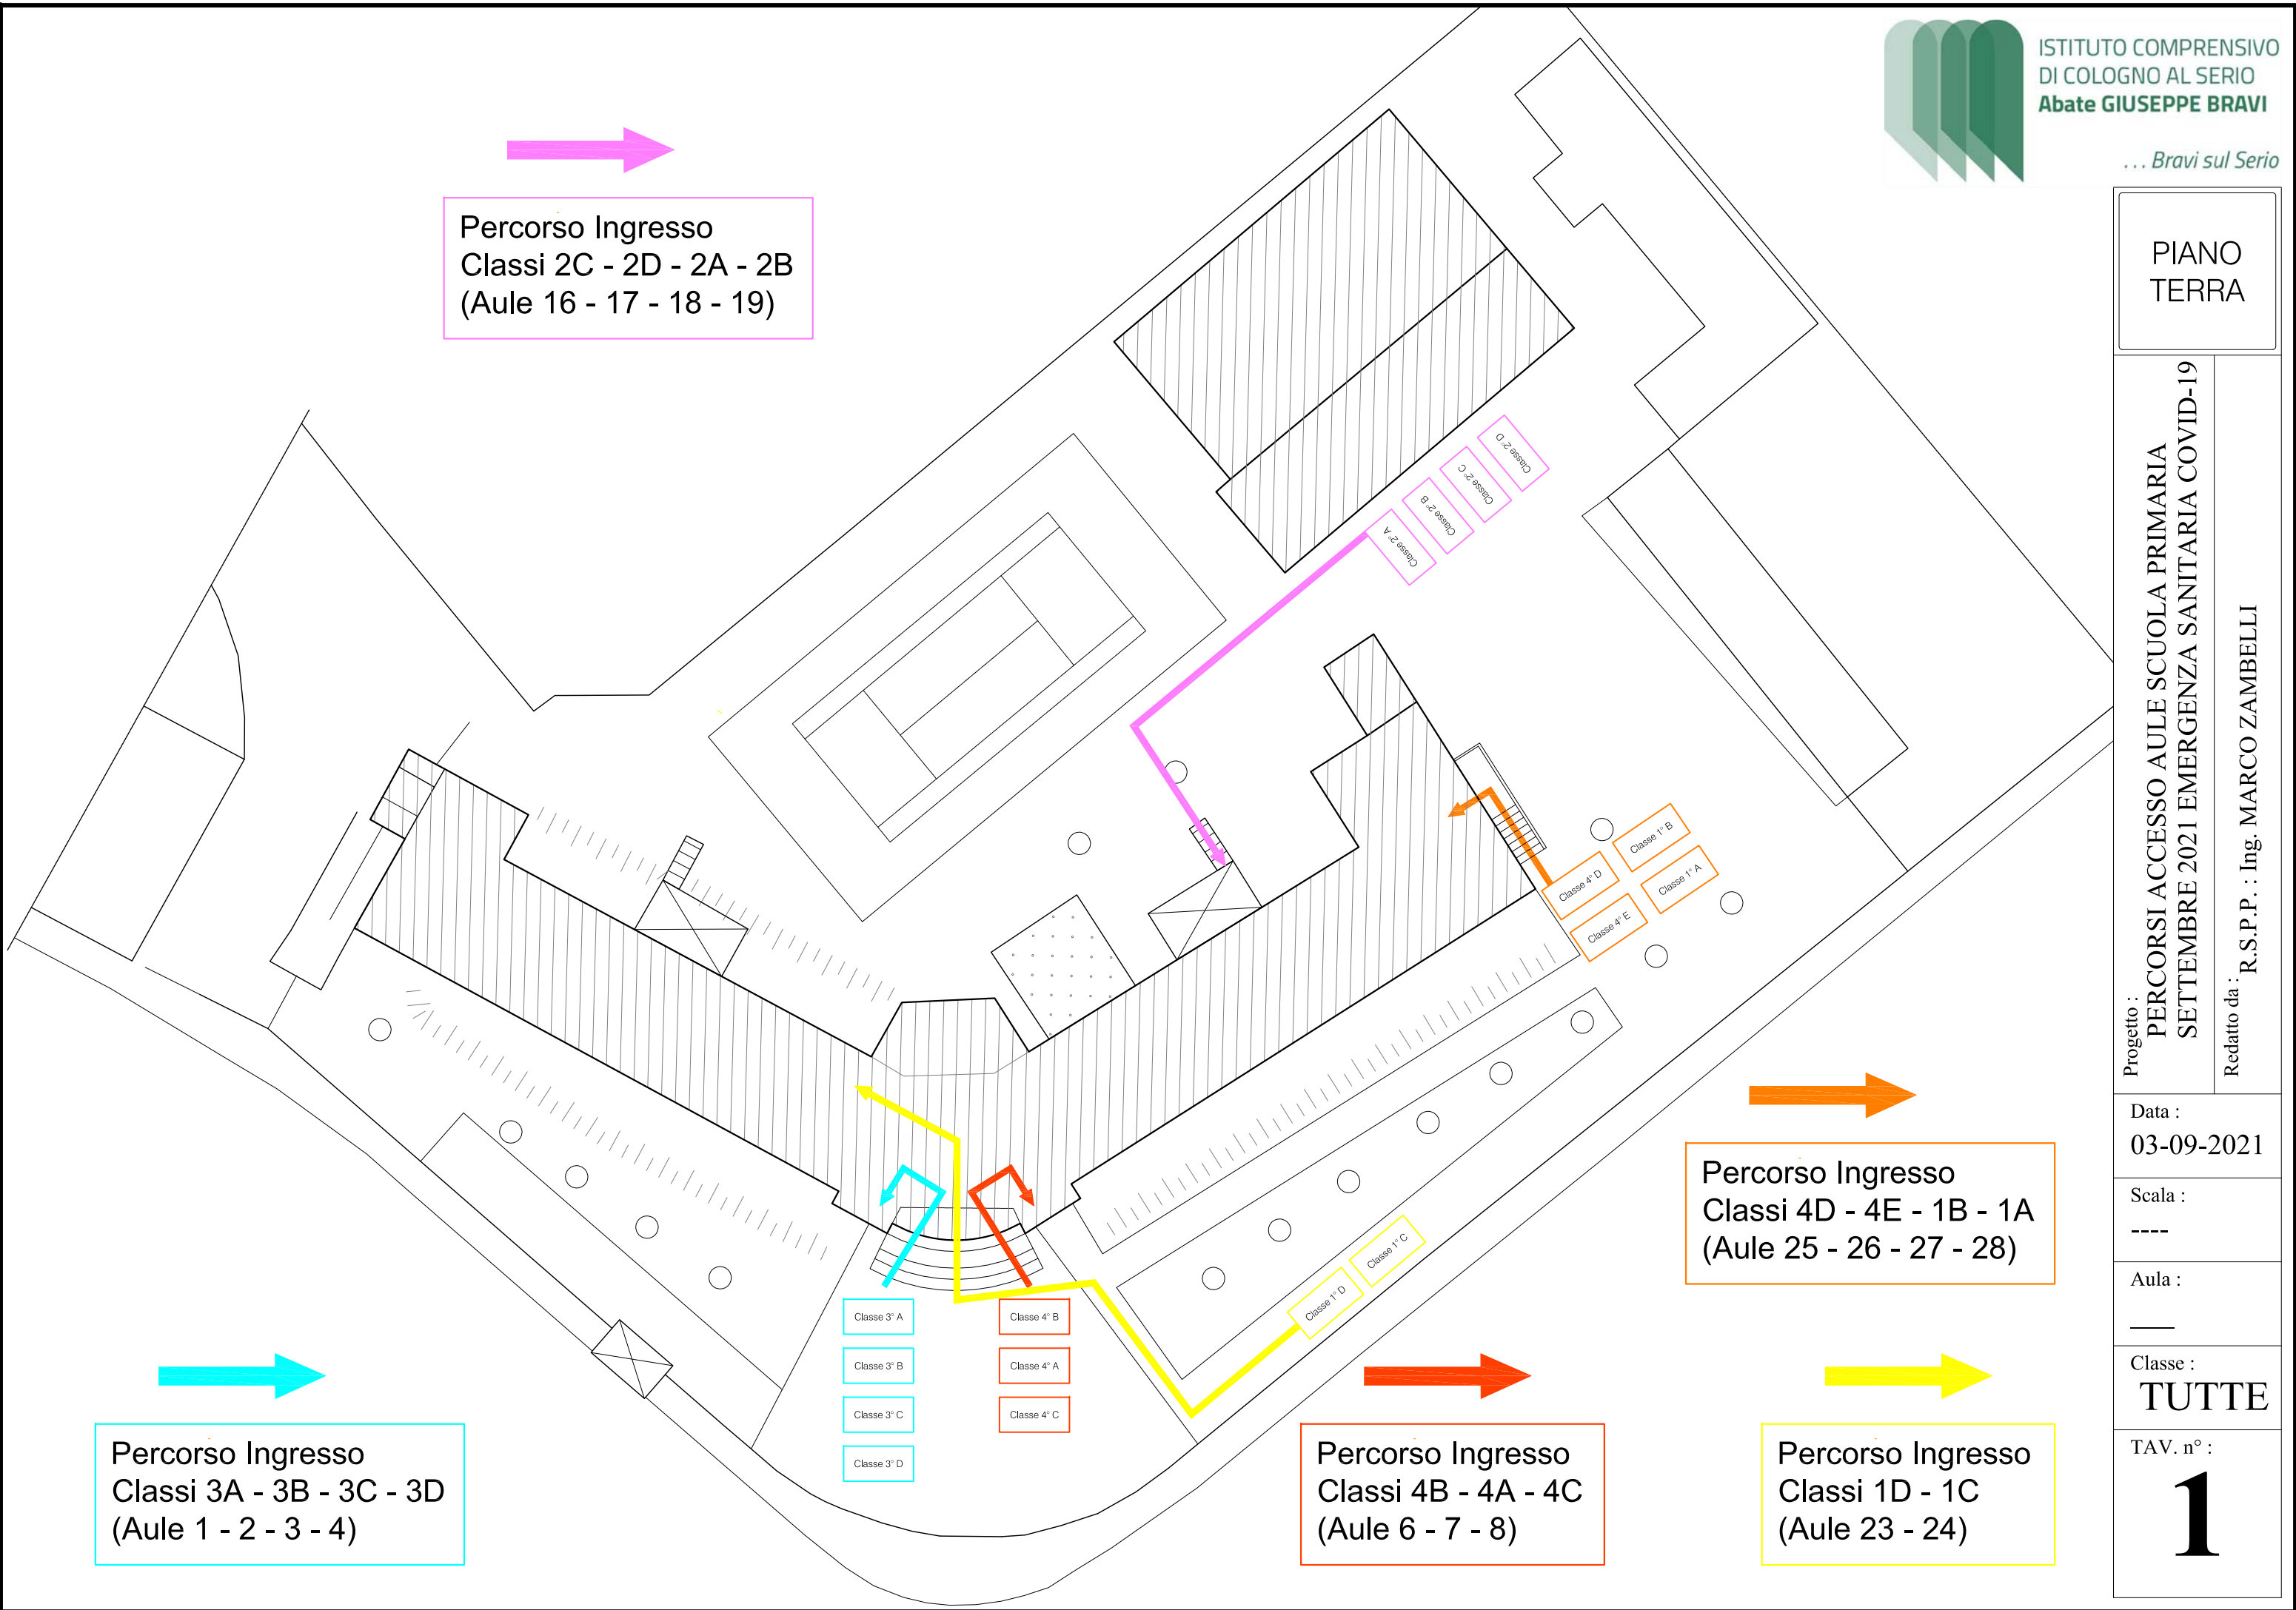 ISTITUTO COMPRENSIVO
DI COLOGNO AL SERIO
Abate GIUSEPPE BRAVI
... Bravi sul Serio
Percorso Ingresso
Classi 2C - 2D - 2A - 2B
(Aule 16 - 17 - 18 - 19)
PIANO
TERRA
Progetto :
PERCORSI ACCESSO AULE SCUOLA PRIMARIA
SETTEMBRE 2021 EMERGENZA SANITARIA COVID-19
Redatto da :
R.S.P.P. : Ing. MARCO ZAMBELLI
Data :
03-09-2021
Scala :
----
Aula :
___
Classe :
TUTTE
TAV. n° :
1
Classe 2° D
Classe 2° C
Classe 2° B
Classe 2° A
Classe 1° B
Classe 4° D
Classe 1° A
Classe 4° E
Percorso Ingresso
Classi 4D - 4E - 1B - 1A
(Aule 25 - 26 - 27 - 28)
Classe 1° C
Classe 1° D
Classe 3° A
Classe 4° B
Classe 3° B
Classe 4° A
Classe 3° C
Classe 4° C
Classe 3° D
Percorso Ingresso
Classi 3A - 3B - 3C - 3D
(Aule 1 - 2 - 3 - 4)
Percorso Ingresso
Classi 4B - 4A - 4C
(Aule 6 - 7 - 8)
Percorso Ingresso
Classi 1D - 1C
(Aule 23 - 24)